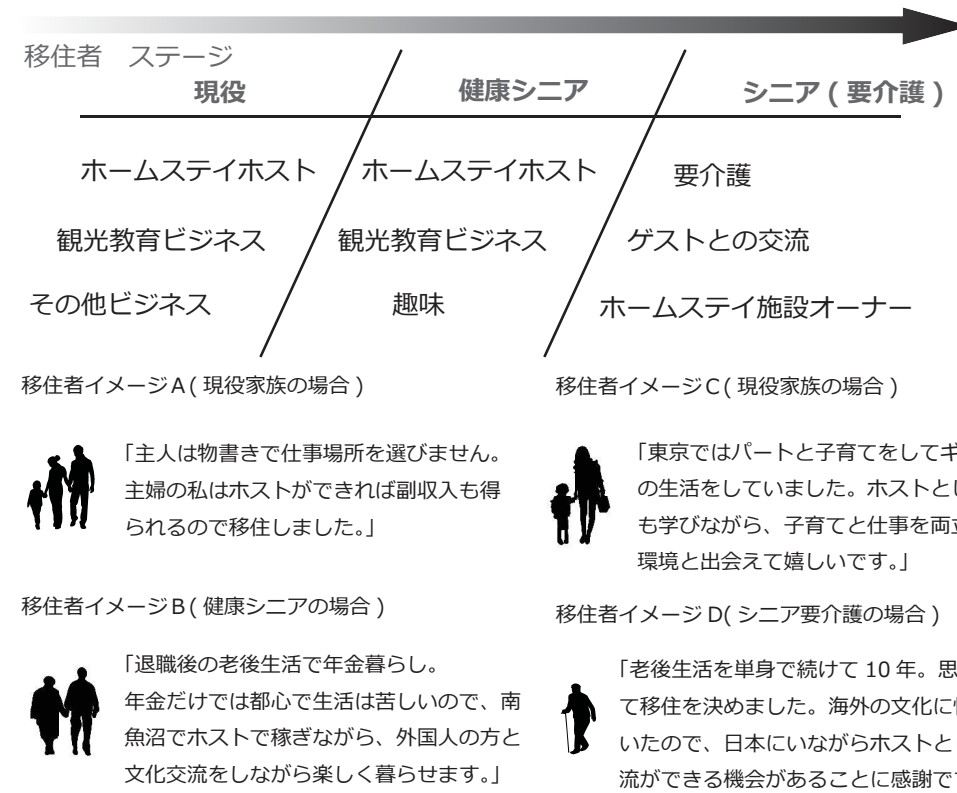 移住者　ステージ
現役　健康シニア　シニア ( 要介護 )
ホームステイホスト　ホームステイホスト　要介護
観光教育ビジネス　観光教育ビジネス　ゲストとの交流
その他ビジネス　趣味　ホームステイ施設オーナー
移住者イメージA ( 現役家族の場合 )
「主人は物書きで仕事場所を選びません。
主婦の私はホストができれば副収入も得
られるので移住しました。」
移住者イメージC ( 現役家族の場合 )
「東京ではパートと子育てをしてギ
の生活をしていました。ホストとし
も学びながら、子育てと仕事を両立
環境と出会えて嬉しいです。」
移住者イメージB ( 健康シニアの場合 )
「退職後の老後生活で年金暮らし。
年金だけでは都心で生活は苦しいので、南
魚沼でホストで稼ぎながら、外国人の方と
文化交流をしながら楽しく暮らせます。」
移住者イメージ D( シニア要介護の場合 )
「老後生活を単身で続けて 10 年。思
て移住を決めました。海外の文化に
いたので、日本にいながらホストと
流ができる機会があることに感謝で